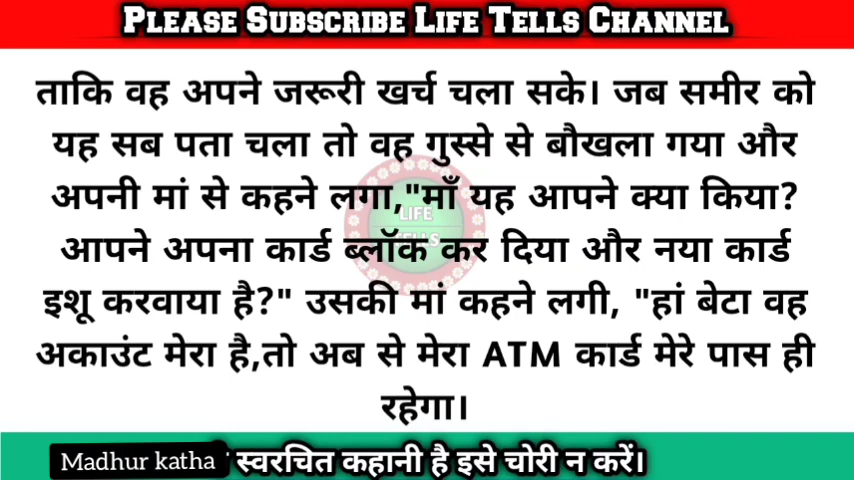 PLEASE SUBSCRIBE LIFE TELLS CHANNEL
ताकि वह अपने जरूरी खर्च चला सके। जब समीर को
यह सब पता चला तो वह गुस्से से बौखला गया और
अपनी मां से कहने लगा,"माँ यह आपने क्या किया?
आपने अपना कार्ड ब्लॉक कर दिया और नया कार्ड
इशू करवाया है?" उसकी मां कहने लगी, "हां बेटा वह
अकाउंट मेरा है,तो अब से मेरा ATM कार्ड मेरे पास ही
रहेगा।
LIFE
TELLS
Madhur katha स्वरचित कहानी है इसे चोरी न करें।